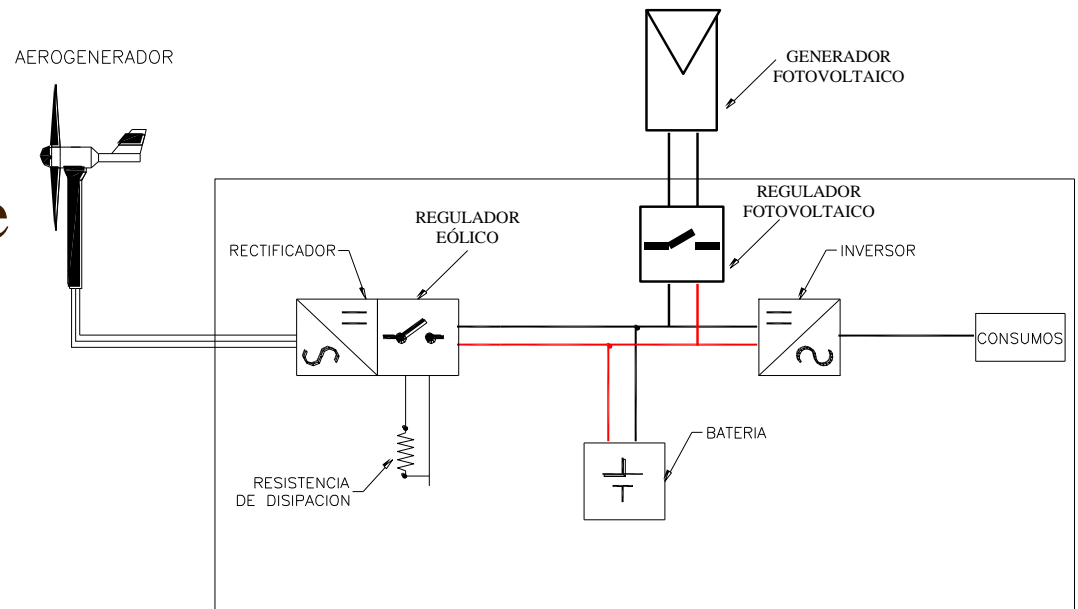 AEROGENERADOR
GENERADOR
FOTOVOLTAICO
REGULADOR
FOTOVOLTAICO
REGULADOR
EÓLICO
RECTIFICADOR
INVERSOR
CONSUMOS
BATERIA
RESISTENCIA
DE DISIPACION
e